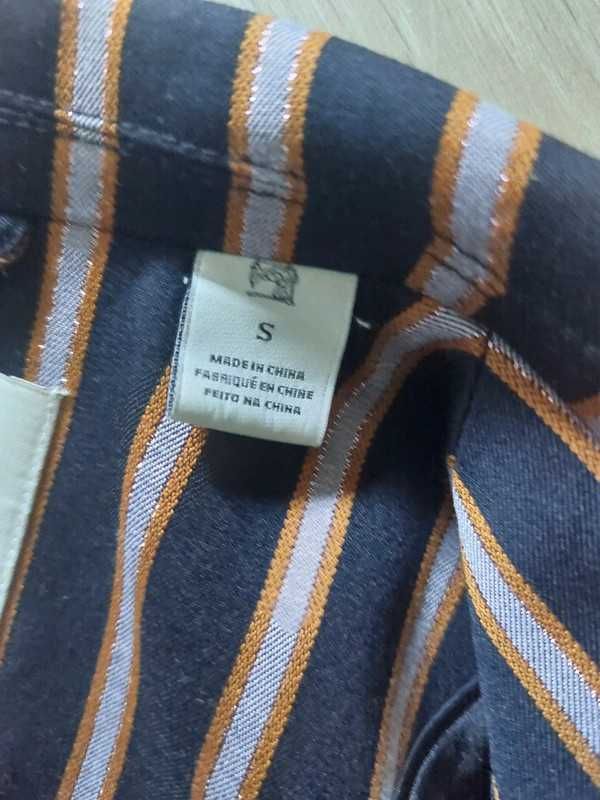 S
MADE IN CHINA
FABRIQUÉ EN CHINE
FEITO NA CHINA